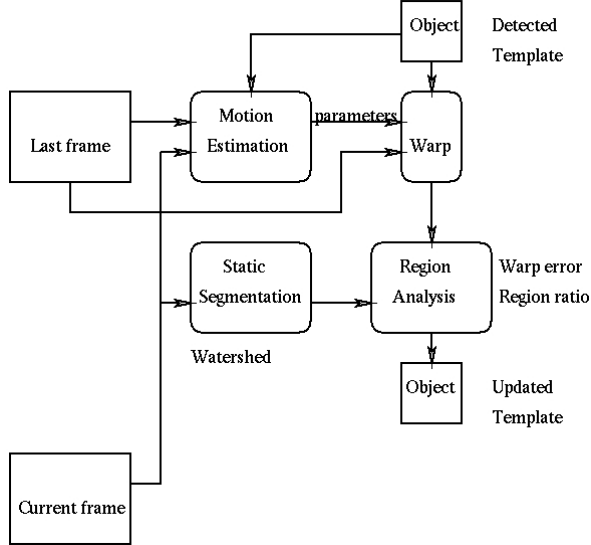 Object
Detected
Template
Motion
Estimation
parameters
Last frame
Warp
Static
Segmentation
Region
Analysis
Warp error
Region ratio
Watershed
Object
Updated
Template
Current frame